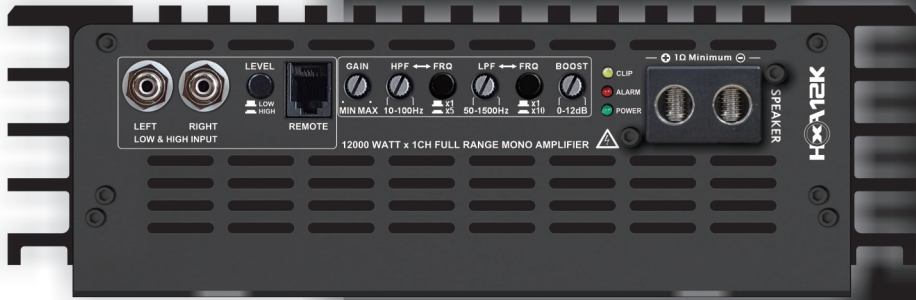 LEVEL
LOW
HIGH
LEFT RIGHT REMOTE
LOW & HIGH INPUT
GAIN HPF ↔ FRQ LPF ↔ FRQ BOOST
MIN MAX 10-100Hz x1 50-1500Hz x1 0-12dB
x5 x10
12000 WATT x 1CH FULL RANGE MONO AMPLIFIER
CLIP
ALARM
POWER
+ 1Ω Minimum -
SPEAKER
HXA12K